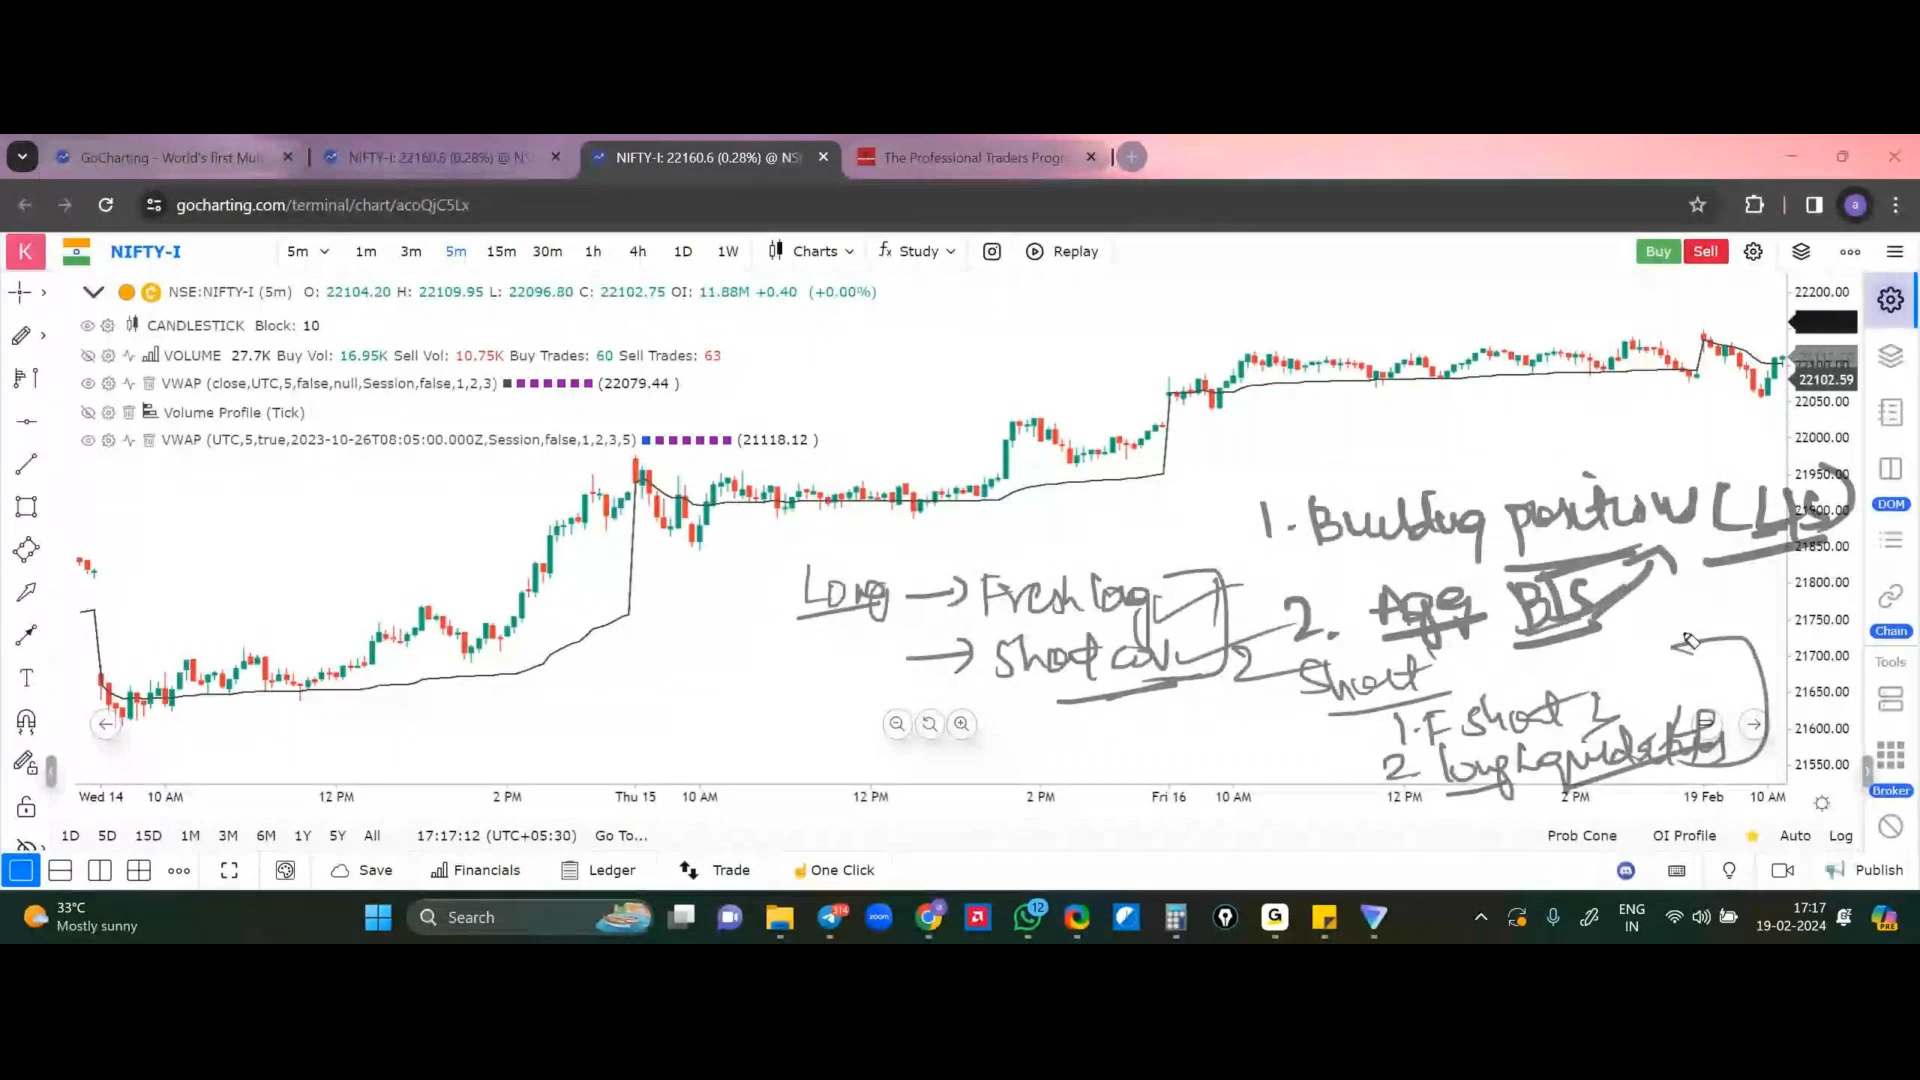 GoCharting - World's first Mul
NIFTY-I: 22160.6 (0.28%) @ NS
NIFTY-I: 22160.6 (0.28%) @ NS
The Professional Traders Progr
gocharting.com/terminal/chart/acoQjC5Lx
a
K NIFTY-I 5m 1m 3m 5m 15m 30m 1h 4h 1D 1W Charts fx Study Replay Buy Sell
NSE:NIFTY-I (5m) O: 22104.20 H: 22109.95 L: 22096.80 C: 22102.75 OI: 11.88M +0.40 (+0.00%)
CANDLESTICK Block: 10
VOLUME 27.7K Buy Vol: 16.95K Sell Vol: 10.75K Buy Trades: 60 Sell Trades: 63
VWAP (close,UTC,5,false,null,Session,false,1,2,3) (22079.44 )
Volume Profile (Tick)
VWAP (UTC,5,true,2023-10-26T08:05:00.000Z,Session,false,1,2,3,5) (21118.12 )
22200.00
22102.59
22050.00
22000.00
21950.00
21900.00
21850.00
21800.00
21750.00
21700.00
21650.00
21600.00
21550.00
DOM
Chain
Tools
Broker
1. Building positions (L/S)
2. Agg BTS
Long → Fresh long
→ Short cov
Short
1. F short
2 long liquidation
Wed 14 10 AM 12 PM 2 PM Thu 15 10 AM 12 PM 2 PM Fri 16 10 AM 12 PM 2 PM 19 Feb 10 AM
1D 5D 15D 1M 3M 6M 1Y 5Y All 17:17:12 (UTC+05:30) Go To... Prob Cone OI Profile Auto Log
Save Financials Ledger Trade One Click Publish
33°C
Mostly sunny
Search
314
12
ENG
IN
17:17
19-02-2024
PRE